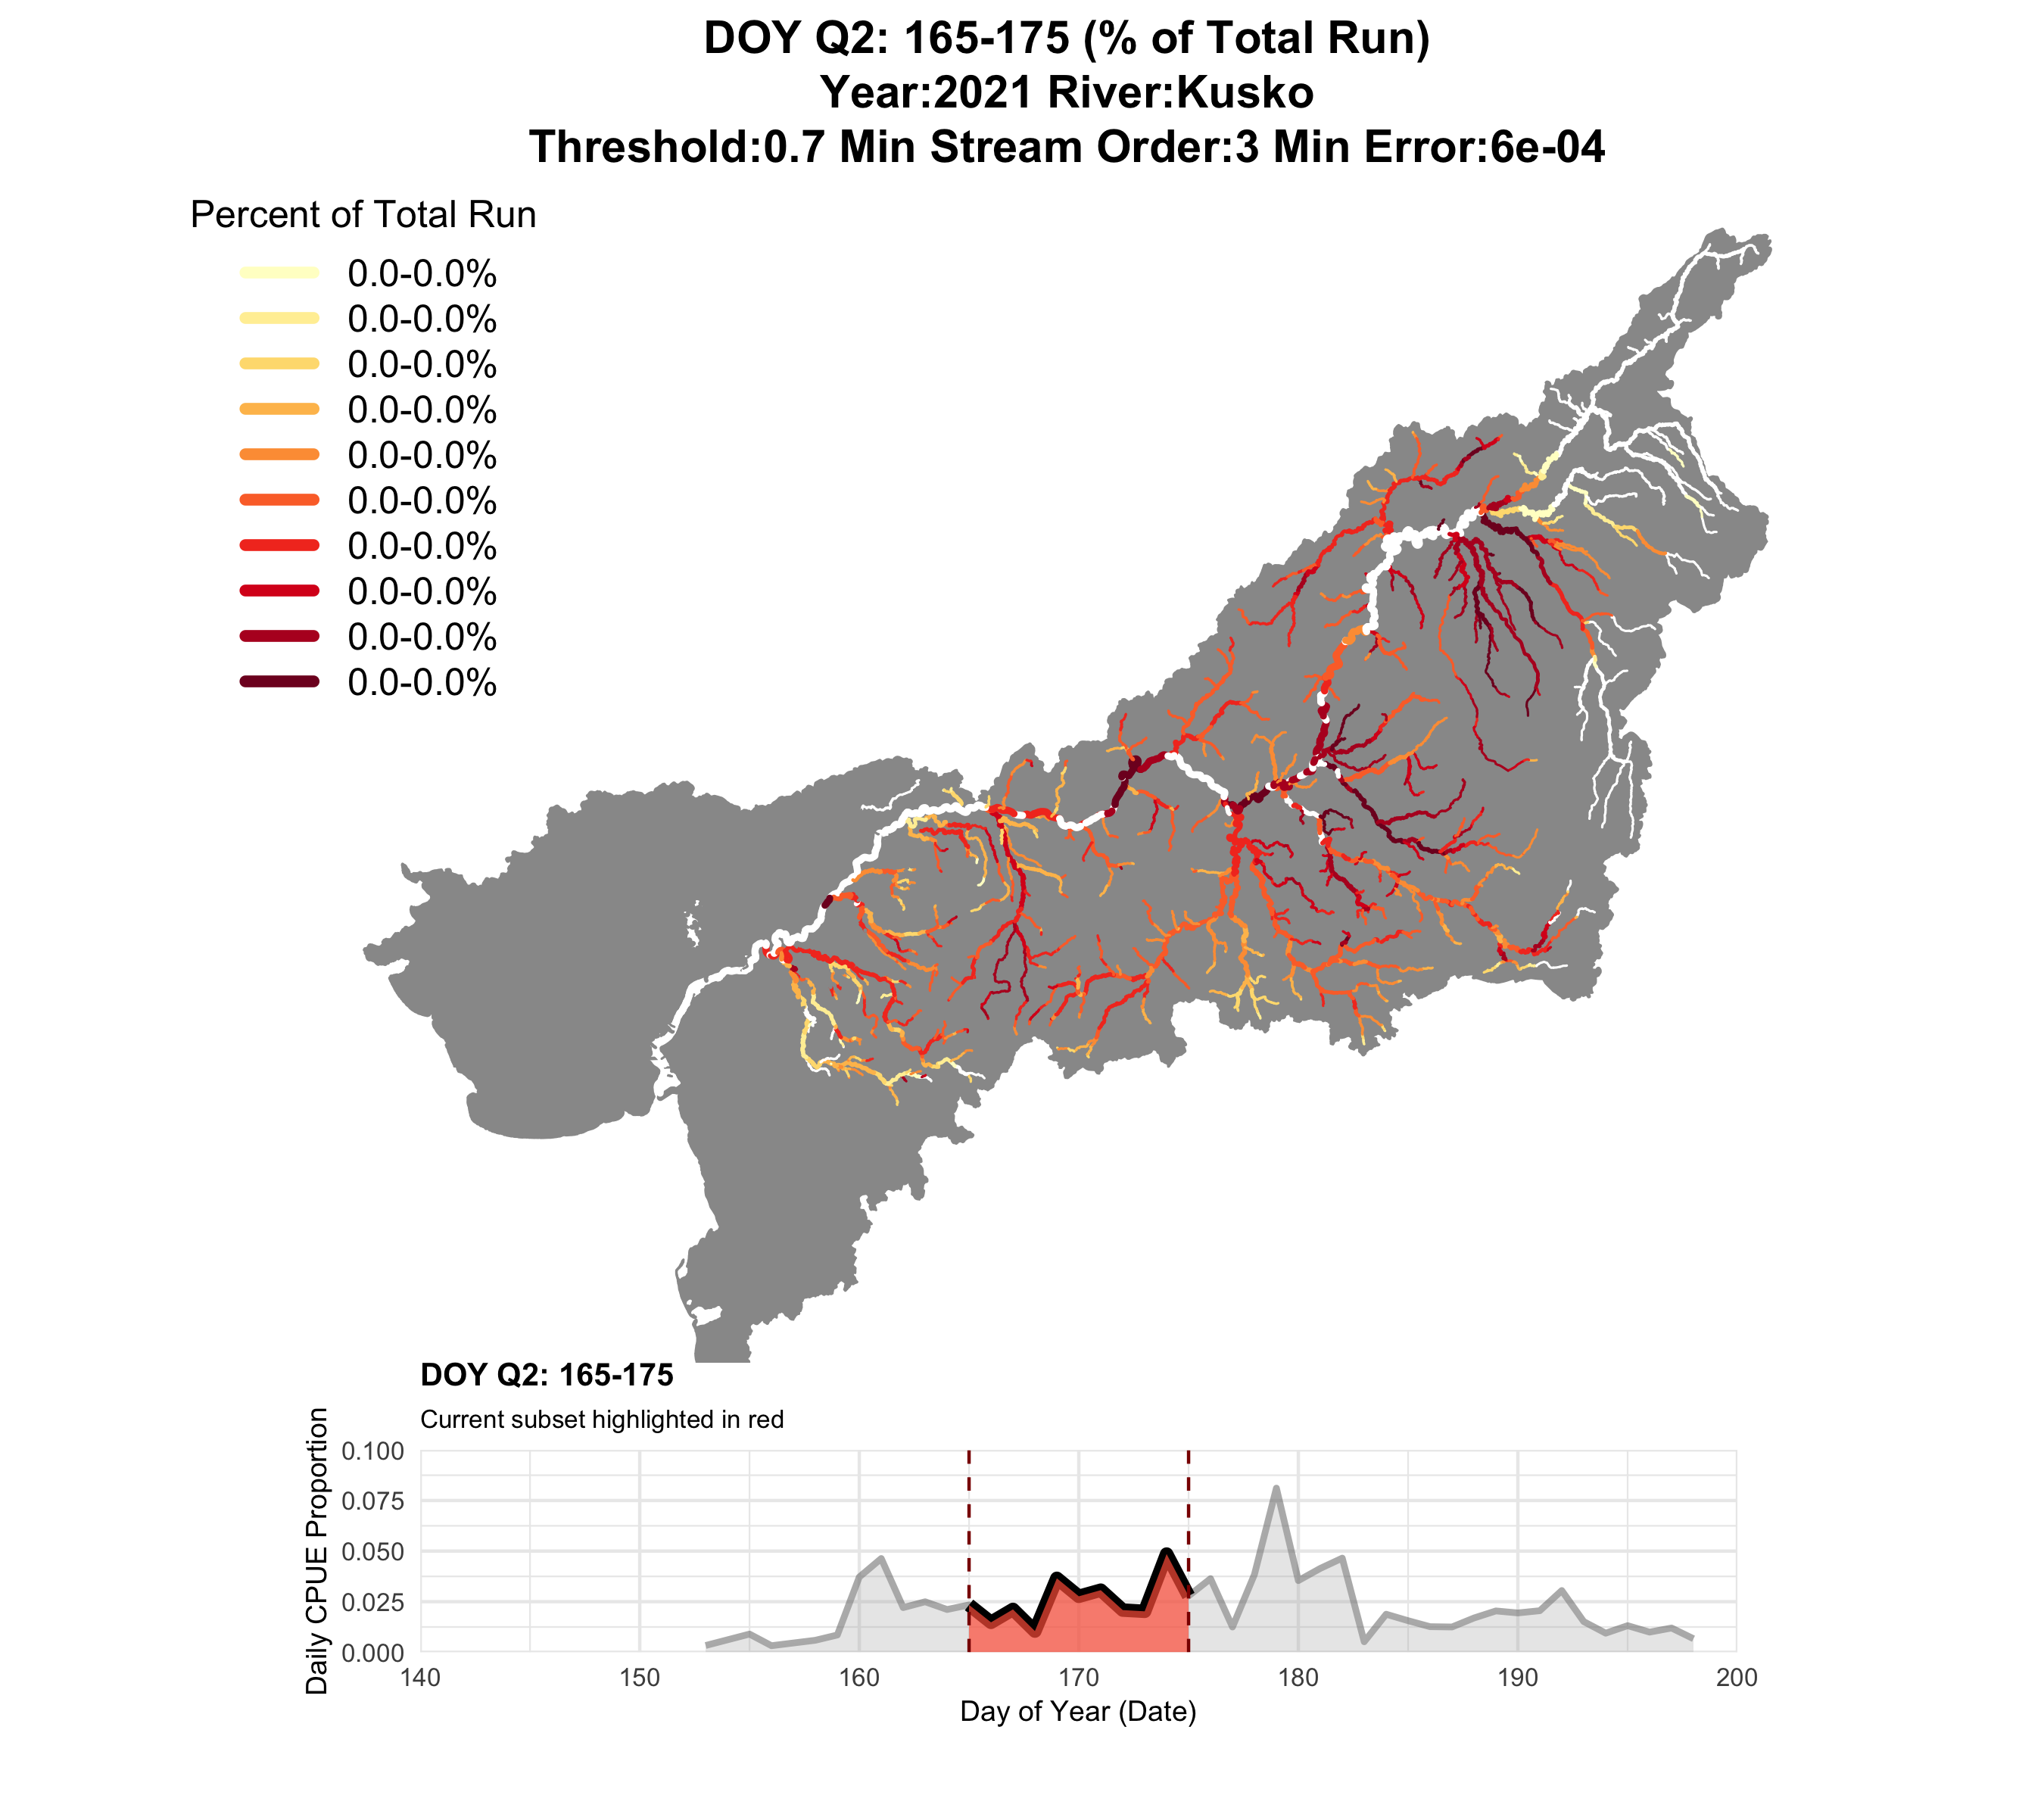 DOY Q2: 165-175 (% of Total Run)
Year:2021 River:Kusko
Threshold:0.7 Min Stream Order:3 Min Error:6e-04
Percent of Total Run
0.0-0.0%
0.0-0.0%
0.0-0.0%
0.0-0.0%
0.0-0.0%
0.0-0.0%
0.0-0.0%
0.0-0.0%
0.0-0.0%
0.0-0.0%
DOY Q2: 165-175
Current subset highlighted in red
Daily CPUE Proportion
0.100
0.075
0.050
0.025
0.000
140 150 160 170 180 190 200
Day of Year (Date)